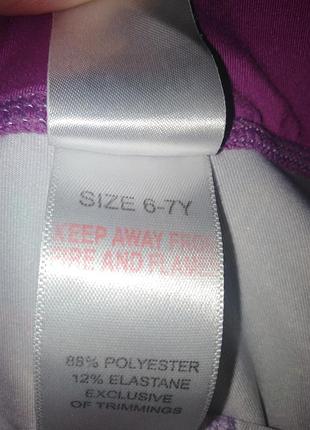 SIZE 6-7Y
KEEP AWAY FROM
FIRE AND FLAME
88% POLYESTER
12% ELASTANE
EXCLUSIVE
OF TRIMMINGS